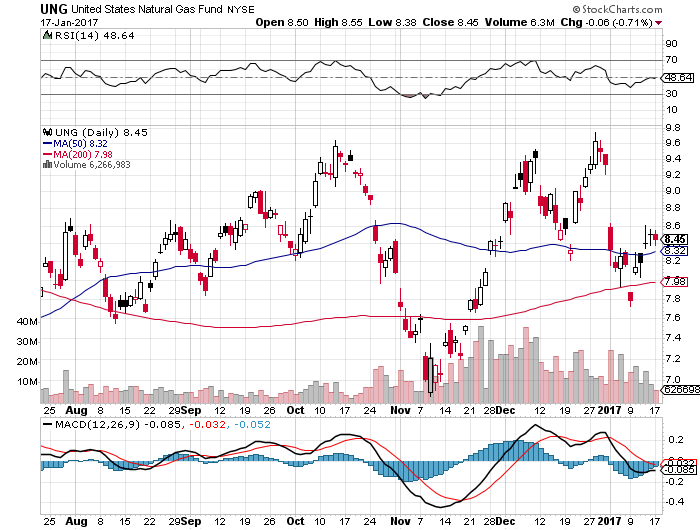 UNG United States Natural Gas Fund NYSE © StockCharts.com
17-Jan-2017 Open 8.50 High 8.55 Low 8.38 Close 8.45 Volume 6.3M Chg -0.06 (-0.71%)
RSI(14) 48.64
90
70
50
48.64
30
10
UNG (Daily) 8.45
MA(50) 8.32
MA(200) 7.98
Volume 6,266,983
9.8
9.6
9.4
9.2
9.0
8.8
8.6
8.45
8.32
8.2
7.98
7.8
7.6
7.4
7.2
7.0
40M
30M
20M
10M
626698
25 Aug 8 15 22 29 Sep 12 19 26 Oct 10 17 24 Nov 7 14 21 28 Dec 12 19 27 2017 9 17
MACD(12,26,9) -0.085, -0.032, -0.052
0.2
-0.032
-0.085
-0.2
-0.4
25 Aug 8 15 22 29 Sep 12 19 26 Oct 10 17 24 Nov 7 14 21 28 Dec 12 19 27 2017 9 17